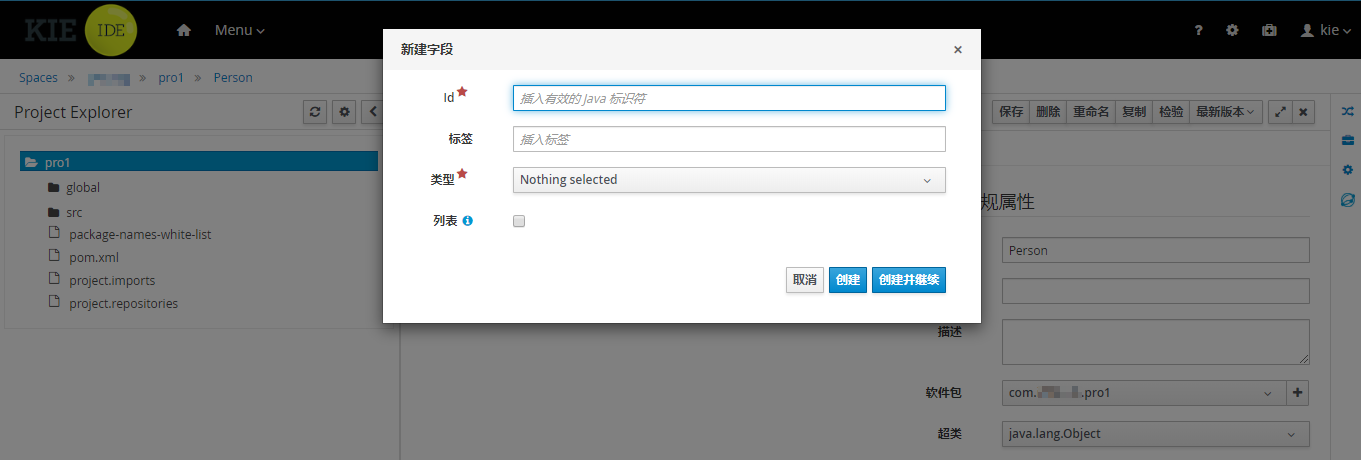 KIE IDE
Menu
kie
Spaces » » pro1 » Person
Project Explorer
保存 删除 重命名 复制 检验 最新版本
pro1
global
src
package-names-white-list
pom.xml
project.imports
project.repositories
新建字段
Id
插入有效的 Java 标识符
标签
插入标签
类型
Nothing selected
列表
取消 创建 创建并继续
规属性
Person
描述
软件包
com. .pro1
超类
java.lang.Object